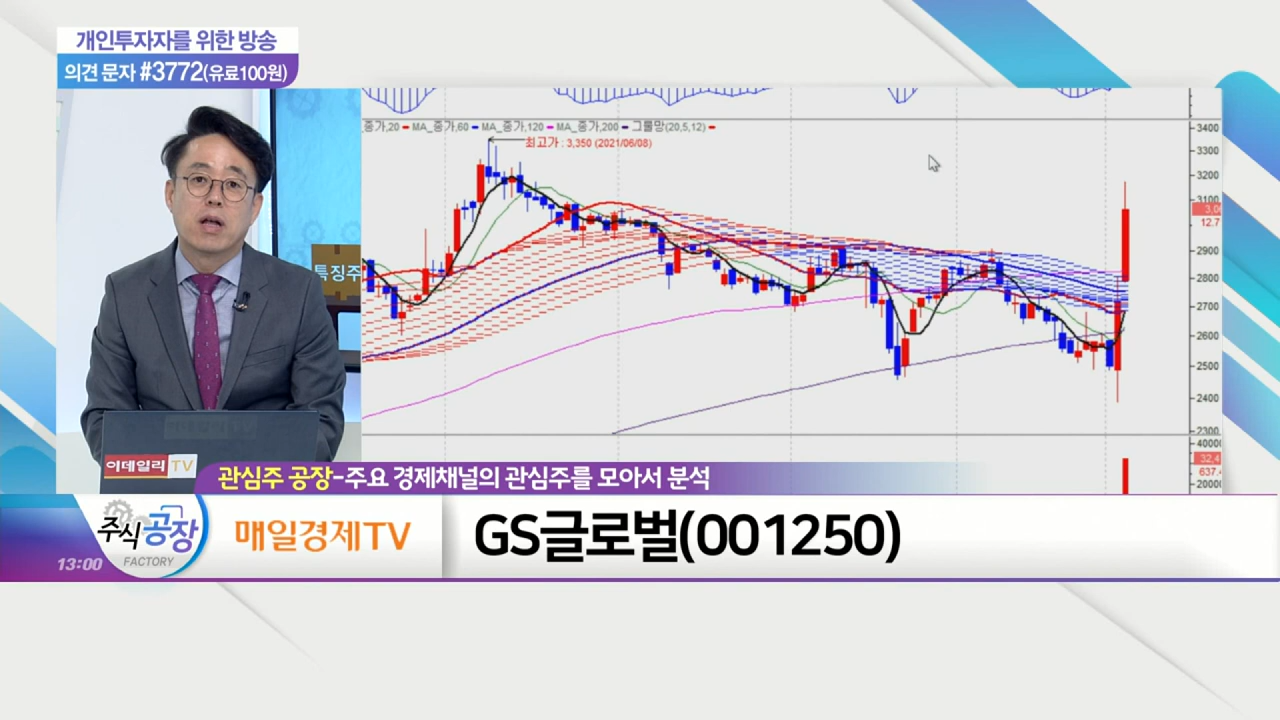 개인투자자를 위한 방송
의견 문자 #3772(유료100원)
특징주
종가,20 MA_종가,60 MA_종가,120 MA_종가,200 그물망(20,5,12)
최고가 : 3,350 (2021/06/08)
3400
3300
3200
3100
12.7
2900
2800
2700
2600
2500
2400
2300
40000
32,4
637.
20000
이데일리 TV
관심주 공장-주요 경제채널의 관심주를 모아서 분석
주식공장
FACTORY
13:00
매일경제TV
GS글로벌(001250)